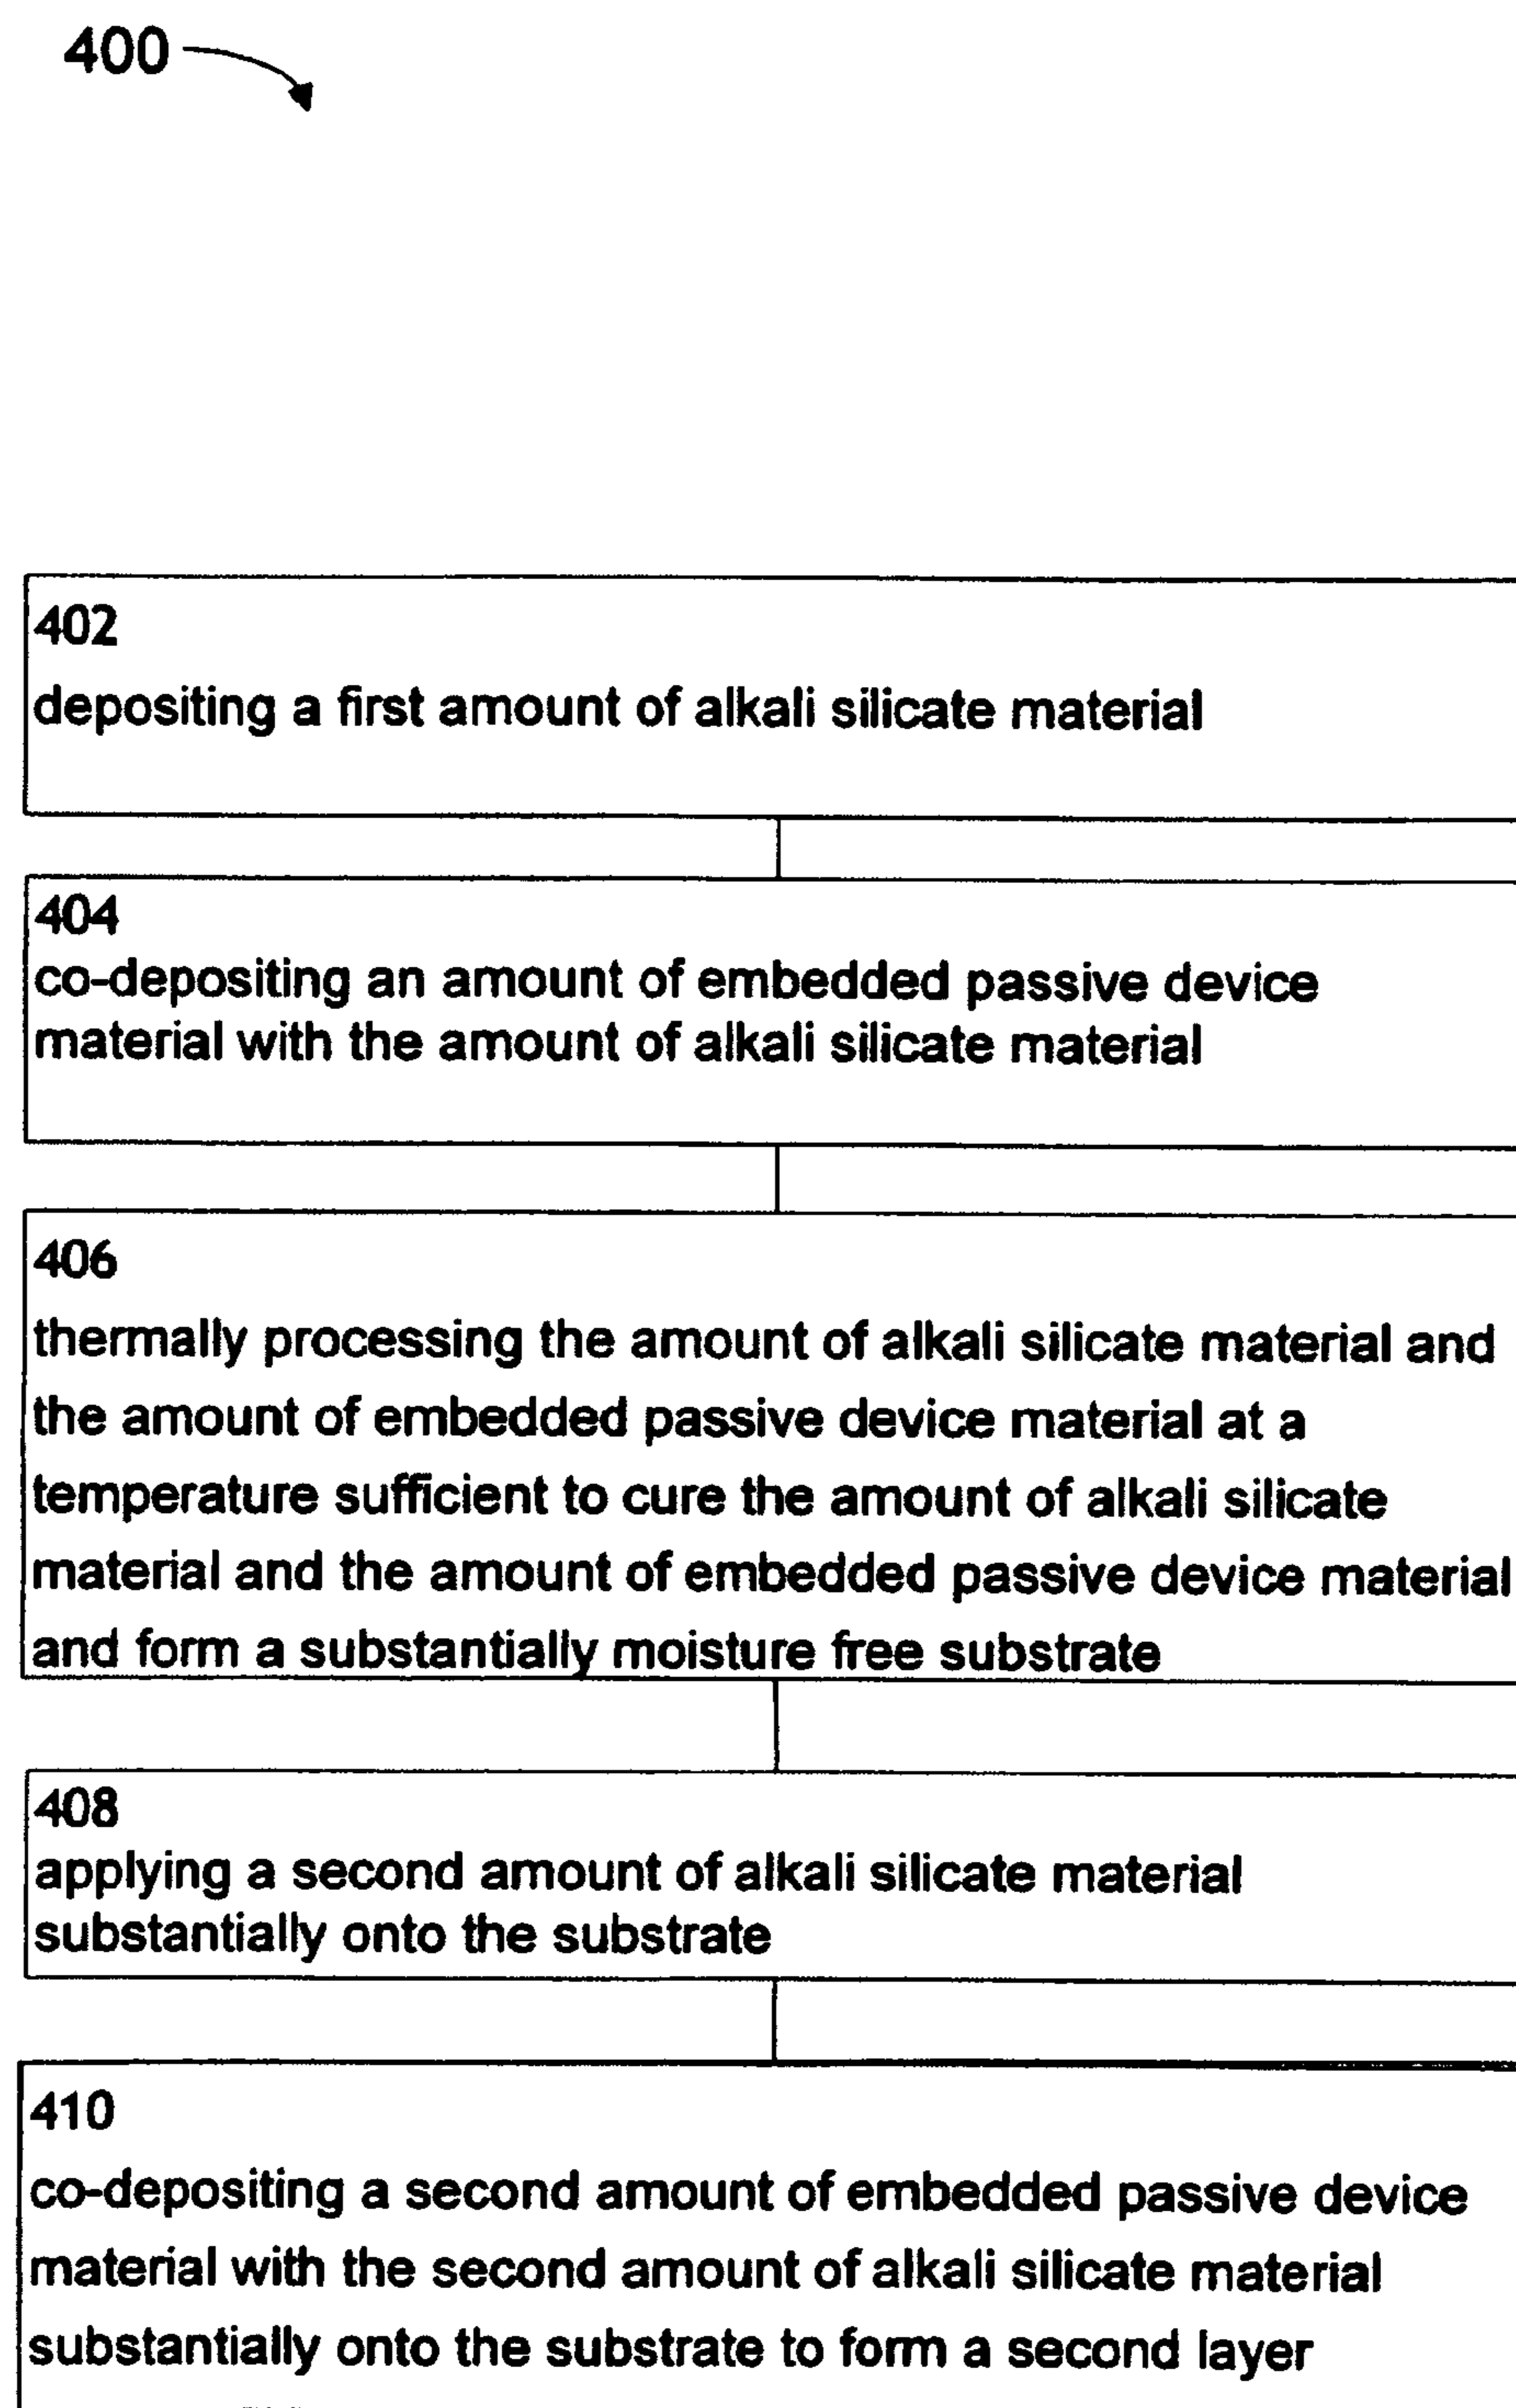 400
402
depositing a first amount of alkali silicate material
404
co-depositing an amount of embedded passive device
material with the amount of alkali silicate material
406
thermally processing the amount of alkali silicate material and
the amount of embedded passive device material at a
temperature sufficient to cure the amount of alkali silicate
material and the amount of embedded passive device material
and form a substantially moisture free substrate
408
applying a second amount of alkali silicate material
substantially onto the substrate
410
co-depositing a second amount of embedded passive device
material with the second amount of alkali silicate material
substantially onto the substrate to form a second layer